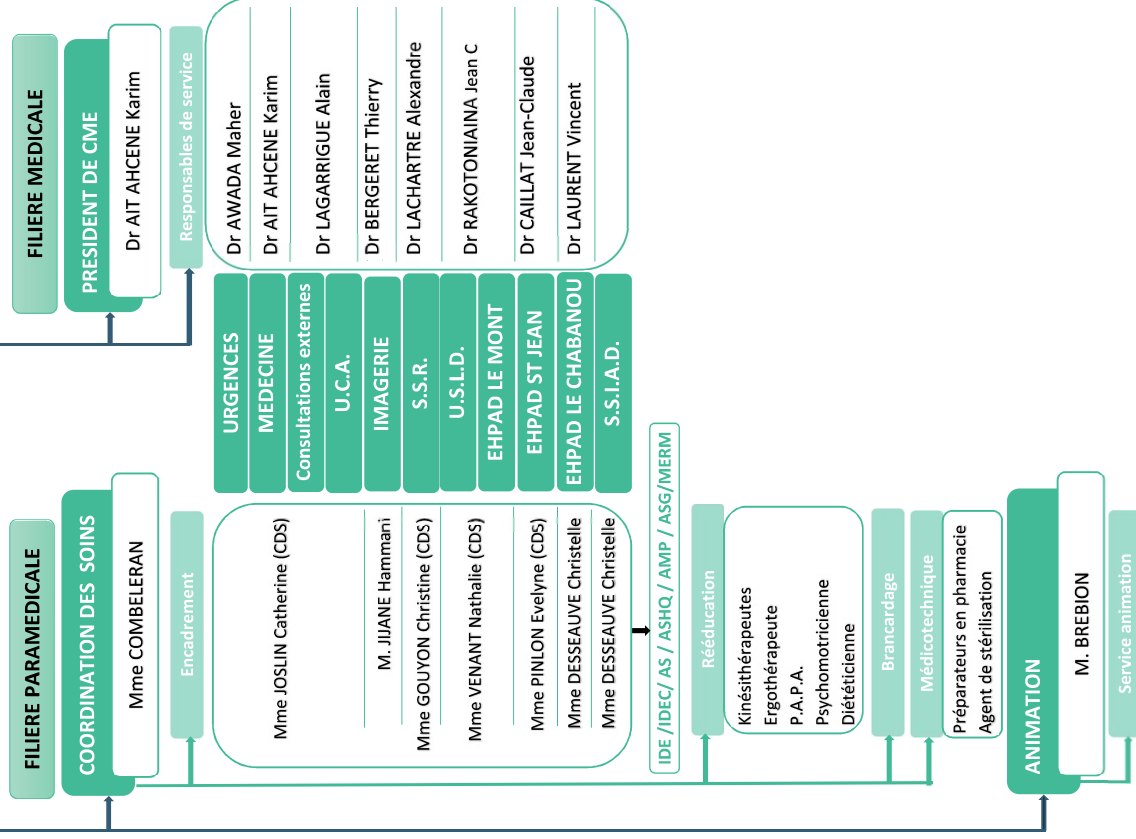 FILIERE PARAMEDICALE
COORDINATION DES SOINS
Mme COMBELERAN
Encadrement
Mme JOSLIN Catherine (CDS)
M. JIJANE Hammani
Mme GOUYON Christine (CDS)
Mme VENANT Nathalie (CDS)
Mme PINLON Evelyne (CDS)
Mme DESSEAUVE Christelle
Mme DESSEAUVE Christelle
IDE /IDEC/ AS / ASHQ / AMP / ASG/MERM
Rééducation
Kinésithérapeutes
Ergothérapeute
P.A.P.A.
Psychomotricienne
Diététicienne
Brancardage
Médicotechnique
Préparateurs en pharmacie
Agent de stérilisation
ANIMATION
M. BREBION
Service animation
URGENCES
MEDECINE
Consultations externes
U.C.A.
IMAGERIE
S.S.R.
U.S.L.D.
EHPAD LE MONT
EHPAD ST JEAN
EHPAD LE CHABANOU
S.S.I.A.D.
FILIERE MEDICALE
PRESIDENT DE CME
Dr AIT AHCENE Karim
Responsables de service
Dr AWADA Maher
Dr AIT AHCENE Karim
Dr LAGARRIGUE Alain
Dr BERGERET Thierry
Dr LACHARTRE Alexandre
Dr RAKOTONIAINA Jean C
Dr CAILLAT Jean-Claude
Dr LAURENT Vincent